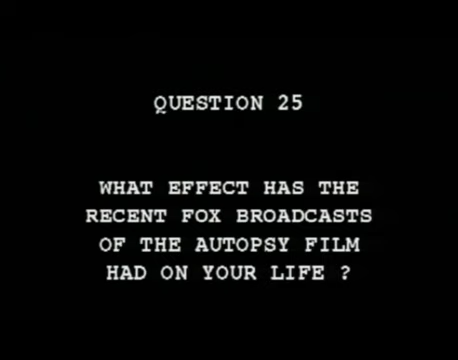 QUESTION 25
WHAT EFFECT HAS THE
RECENT FOX BROADCASTS
OF THE AUTOPSY FILM
HAD ON YOUR LIFE ?